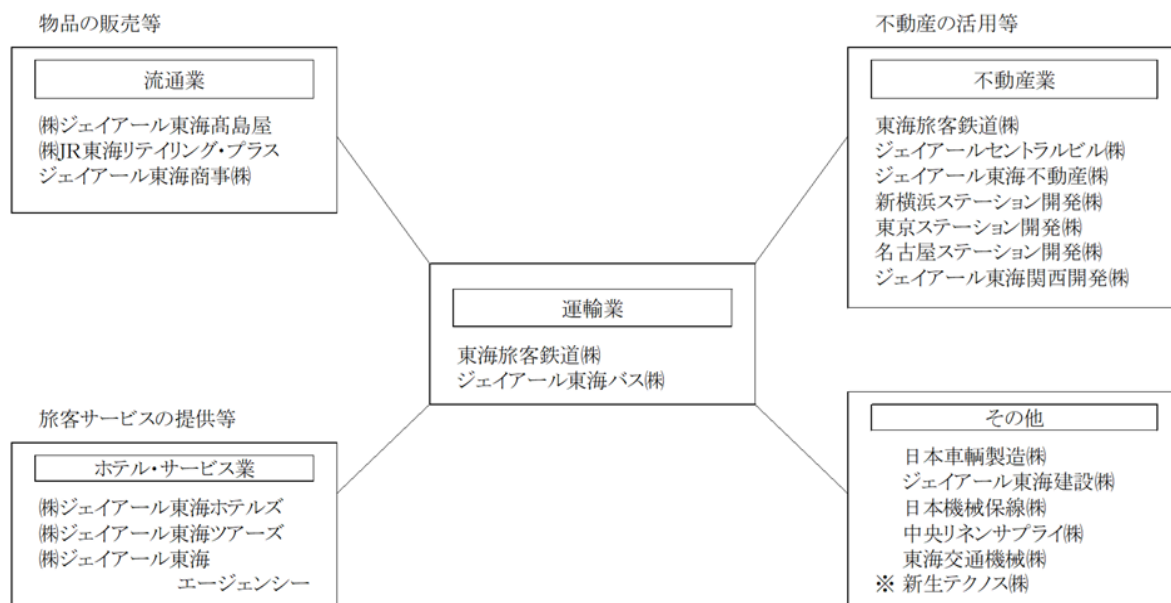 物品の販売等
流通業
㈱ジェイアール東海髙島屋
㈱JR東海リテイリング・プラス
ジェイアール東海商事㈱
不動産の活用等
不動産業
東海旅客鉄道㈱
ジェイアールセントラルビル㈱
ジェイアール東海不動産㈱
新横浜ステーション開発㈱
東京ステーション開発㈱
名古屋ステーション開発㈱
ジェイアール東海関西開発㈱
運輸業
東海旅客鉄道㈱
ジェイアール東海バス㈱
旅客サービスの提供等
ホテル・サービス業
㈱ジェイアール東海ホテルズ
㈱ジェイアール東海ツアーズ
㈱ジェイアール東海
エージェンシー
その他
日本車輌製造㈱
ジェイアール東海建設㈱
日本機械保線㈱
中央リネンサプライ㈱
東海交通機械㈱
※ 新生テクノス㈱